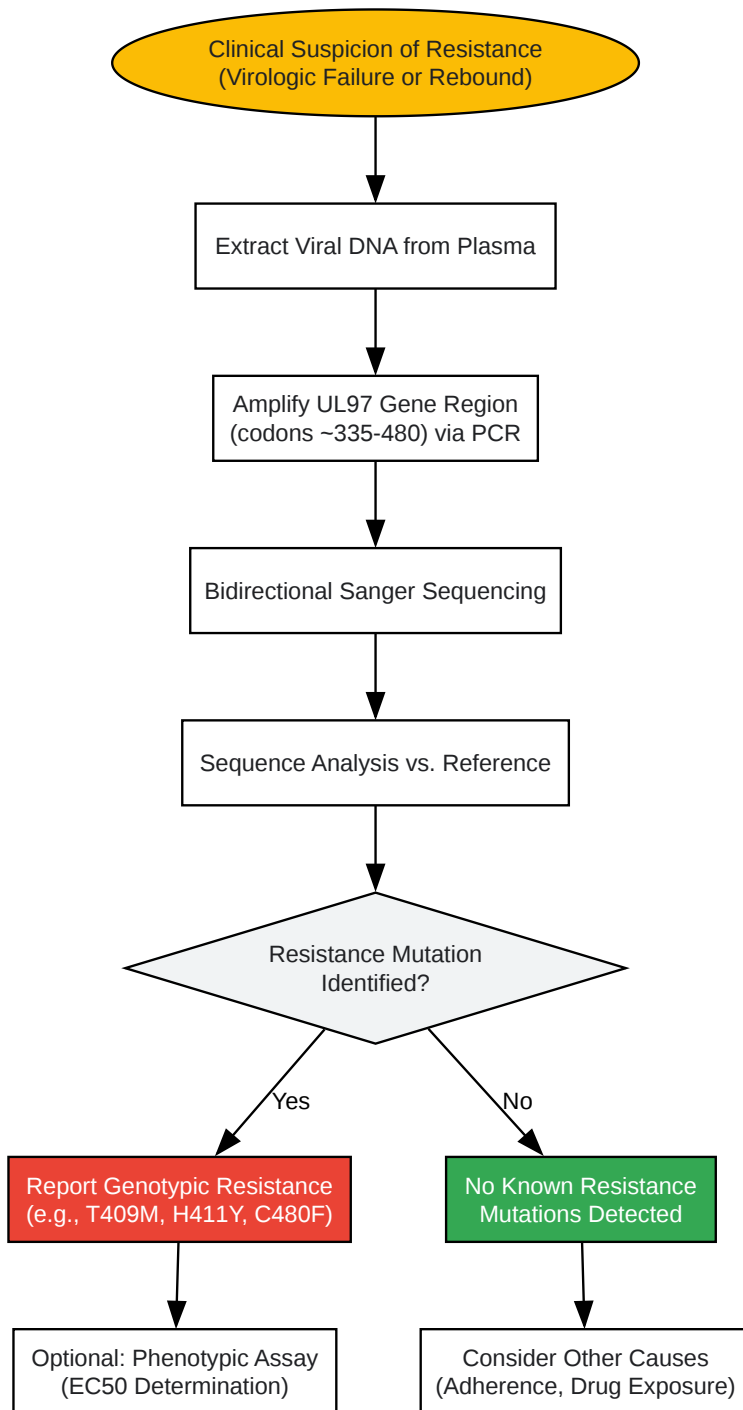 Clinical Suspicion of Resistance
(Virologic Failure or Rebound)
Extract Viral DNA from Plasma
Amplify UL97 Gene Region
(codons ~335-480) via PCR
Bidirectional Sanger Sequencing
Sequence Analysis vs. Reference
Resistance Mutation
Identified?
Yes
No
Report Genotypic Resistance
(e.g., T409M, H411Y, C480F)
No Known Resistance
Mutations Detected
Optional: Phenotypic Assay
(EC50 Determination)
Consider Other Causes
(Adherence, Drug Exposure)